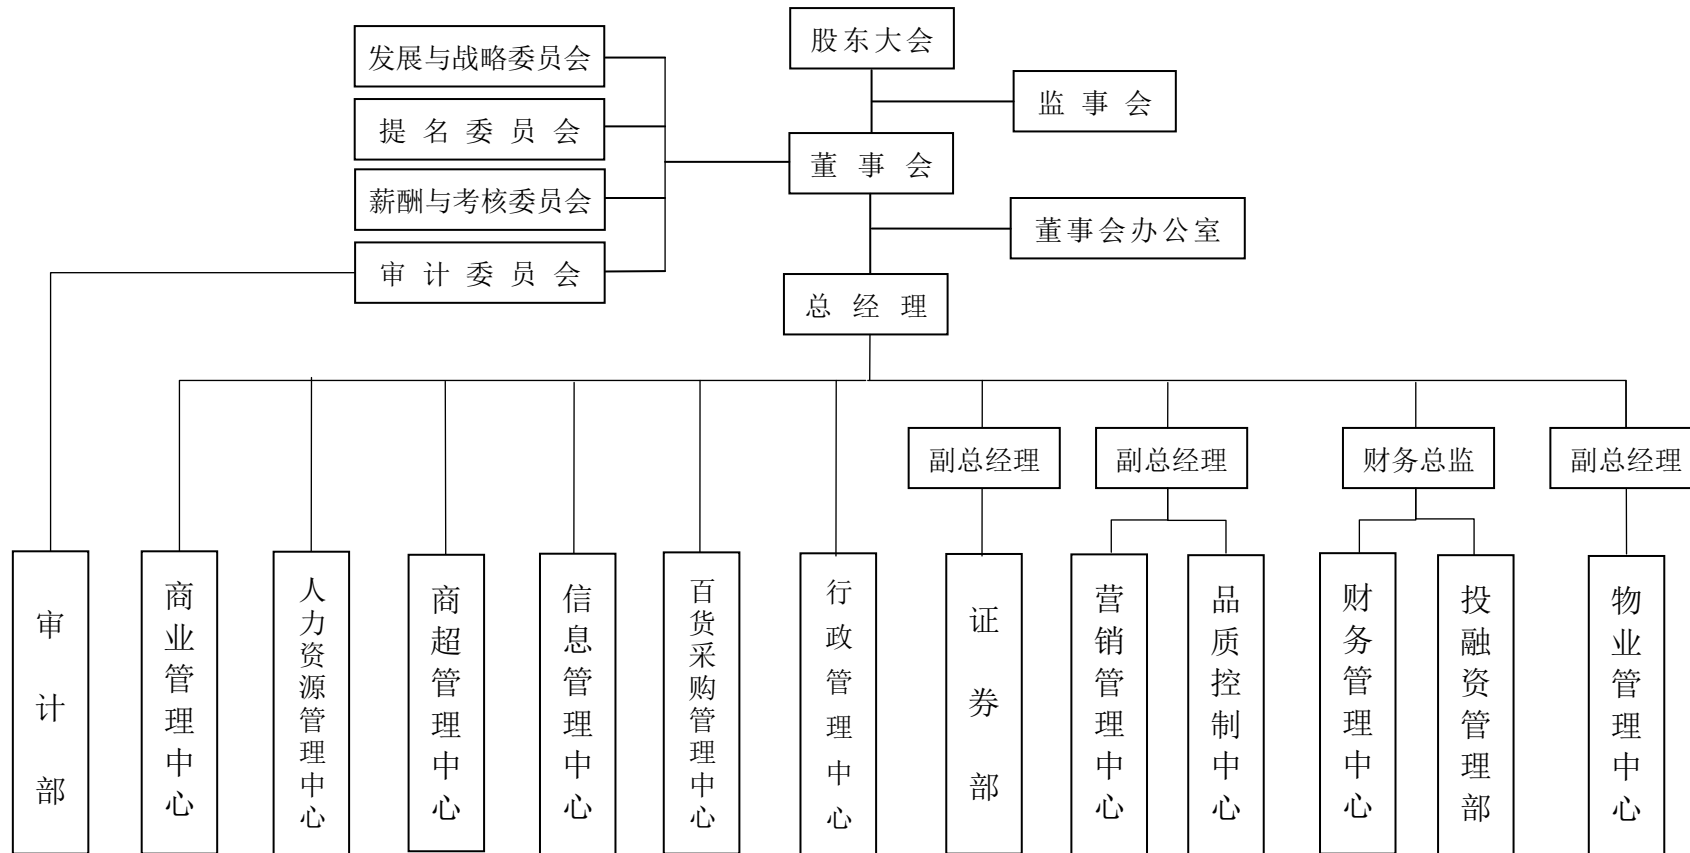 股东大会
发展与战略委员会
监事会
提名委员会
董事会
薪酬与考核委员会
董事会办公室
审计委员会
总经理
副总经理
副总经理
财务总监
副总经理
审计部
商业管理中心
人力资源管理中心
商超管理中心
信息管理中心
百货采购管理中心
行政管理中心
证券部
营销管理中心
品质控制中心
财务管理中心
投融资管理部
物业管理中心